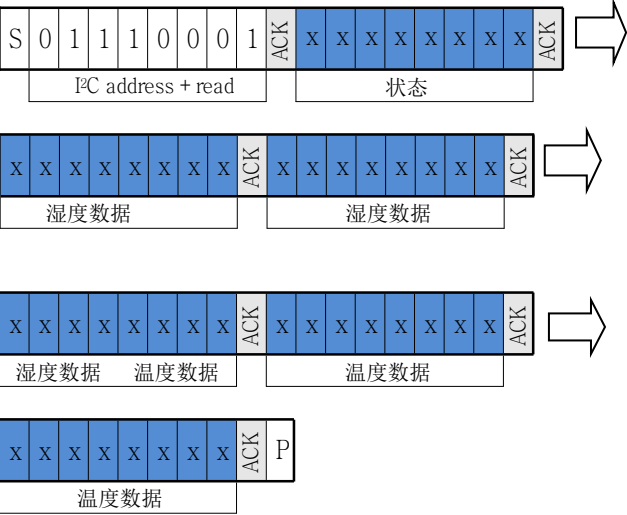 S 0 1 1 1 0 0 0 1 ACK x x x x x x x x ACK
I²C address + read 状态
x x x x x x x x ACK x x x x x x x x ACK
湿度数据 湿度数据
x x x x x x x x ACK x x x x x x x x ACK
湿度数据 温度数据 温度数据
x x x x x x x x ACK P
温度数据